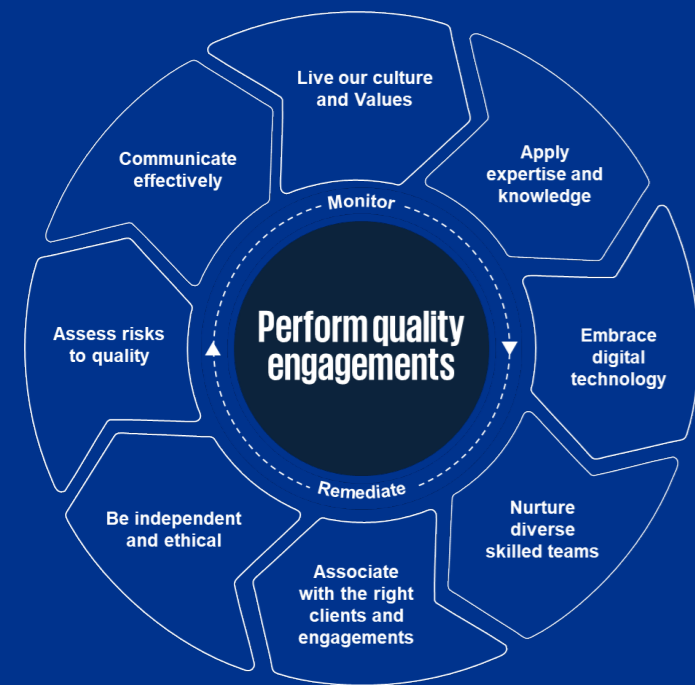 Live our culture
and Values
Apply
expertise and
knowledge
Embrace
digital
technology
Nurture
diverse
skilled teams
Associate
with the right
clients and
engagements
Be independent
and ethical
Assess risks
to quality
Communicate
effectively
Monitor
Perform quality
engagements
Remediate